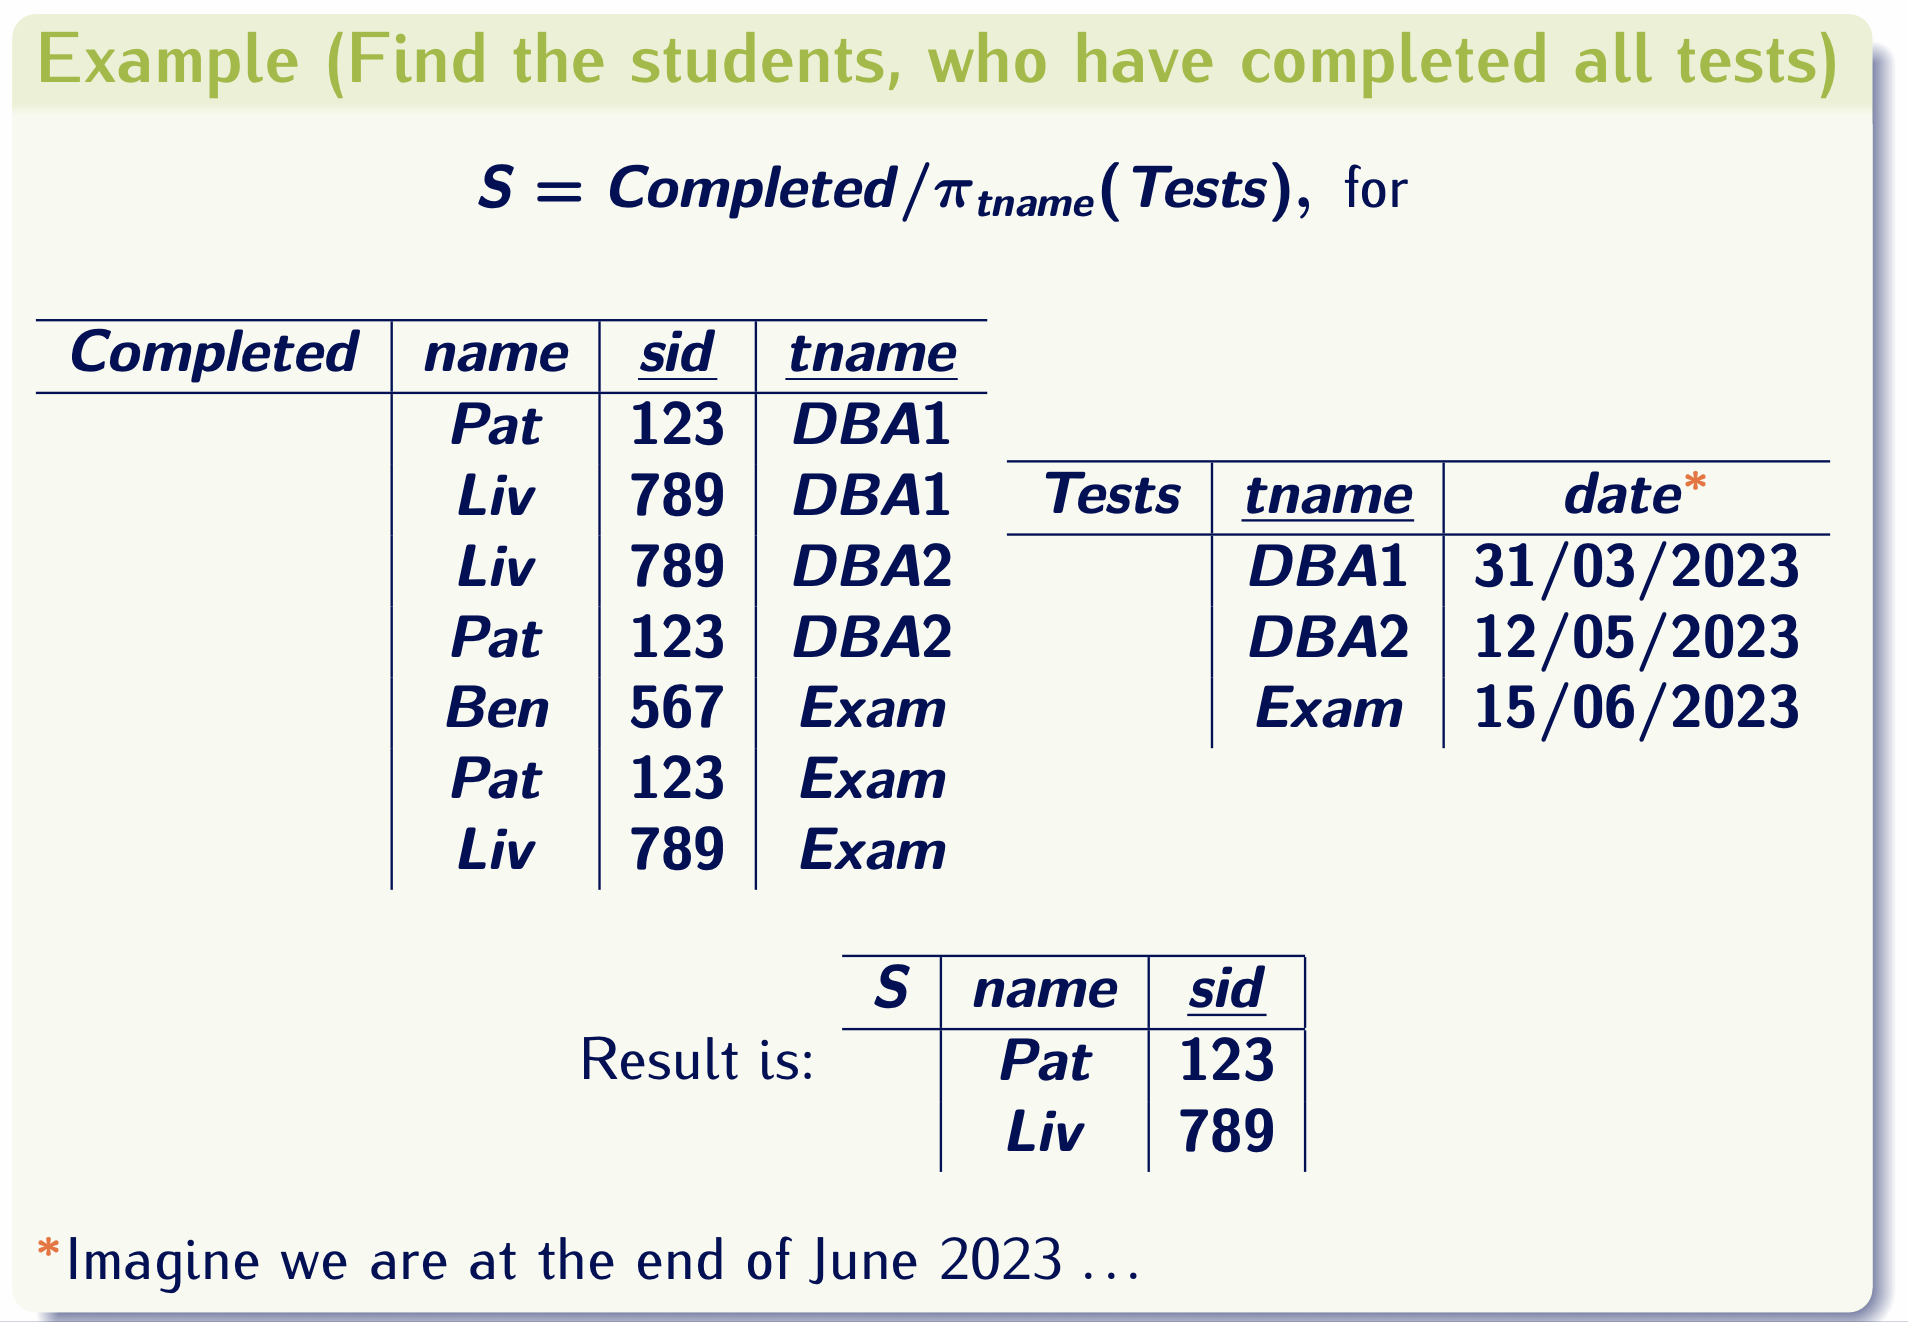 Example (Find the students, who have completed all tests)
S = Completed/π_tname(Tests), for
Completed name sid tname
Pat 123 DBA1
Liv 789 DBA1
Liv 789 DBA2
Pat 123 DBA2
Ben 567 Exam
Pat 123 Exam
Liv 789 Exam
Tests tname date*
DBA1 31/03/2023
DBA2 12/05/2023
Exam 15/06/2023
Result is:
S name sid
Pat 123
Liv 789
*Imagine we are at the end of June 2023 ...